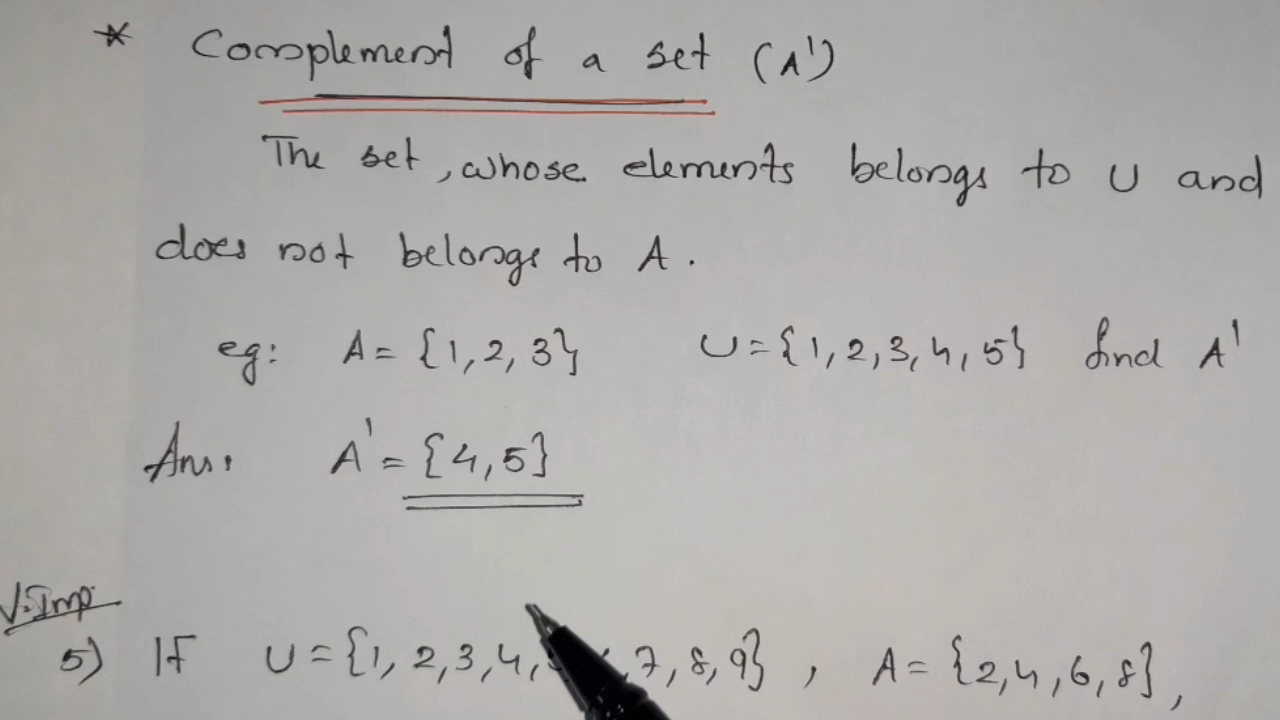 * Complement of a set (A')
The set, whose elements belongs to U and
does not belongs to A.
eg: A = {1, 2, 3} U = {1, 2, 3, 4, 5} find A'
Ans: A' = {4, 5}
V.Imp
5) If U = {1, 2, 3, 4, 7, 8, 9}, A = {2, 4, 6, 8},